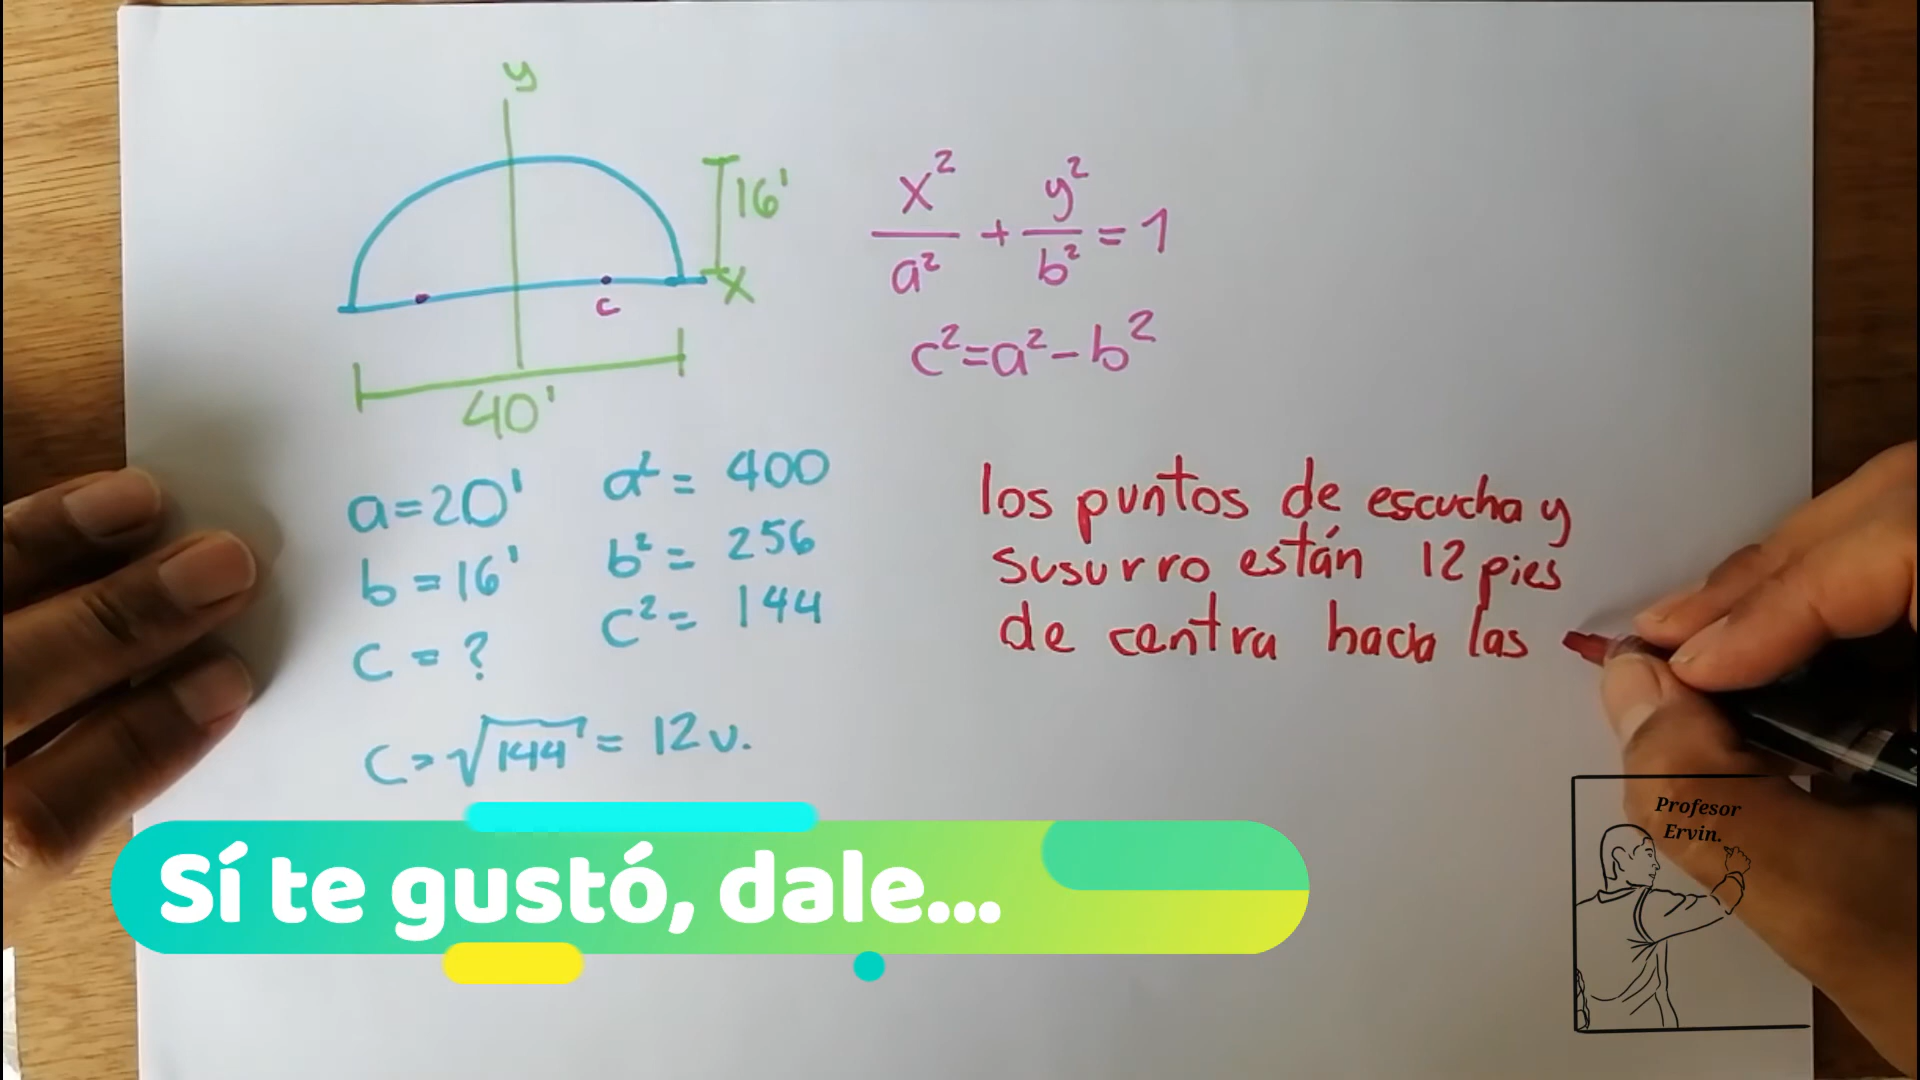 y
16'
x
c
40'
x²/a² + y²/b² = 1
c²=a²-b²
a=20'
b=16'
c=?
a²= 400
b²= 256
c²= 144
c=√144 = 12u.
los puntos de escucha y
susurro están 12 pies
de centra hacia las
Sí te gustó, dale...
Profesor
Ervin.